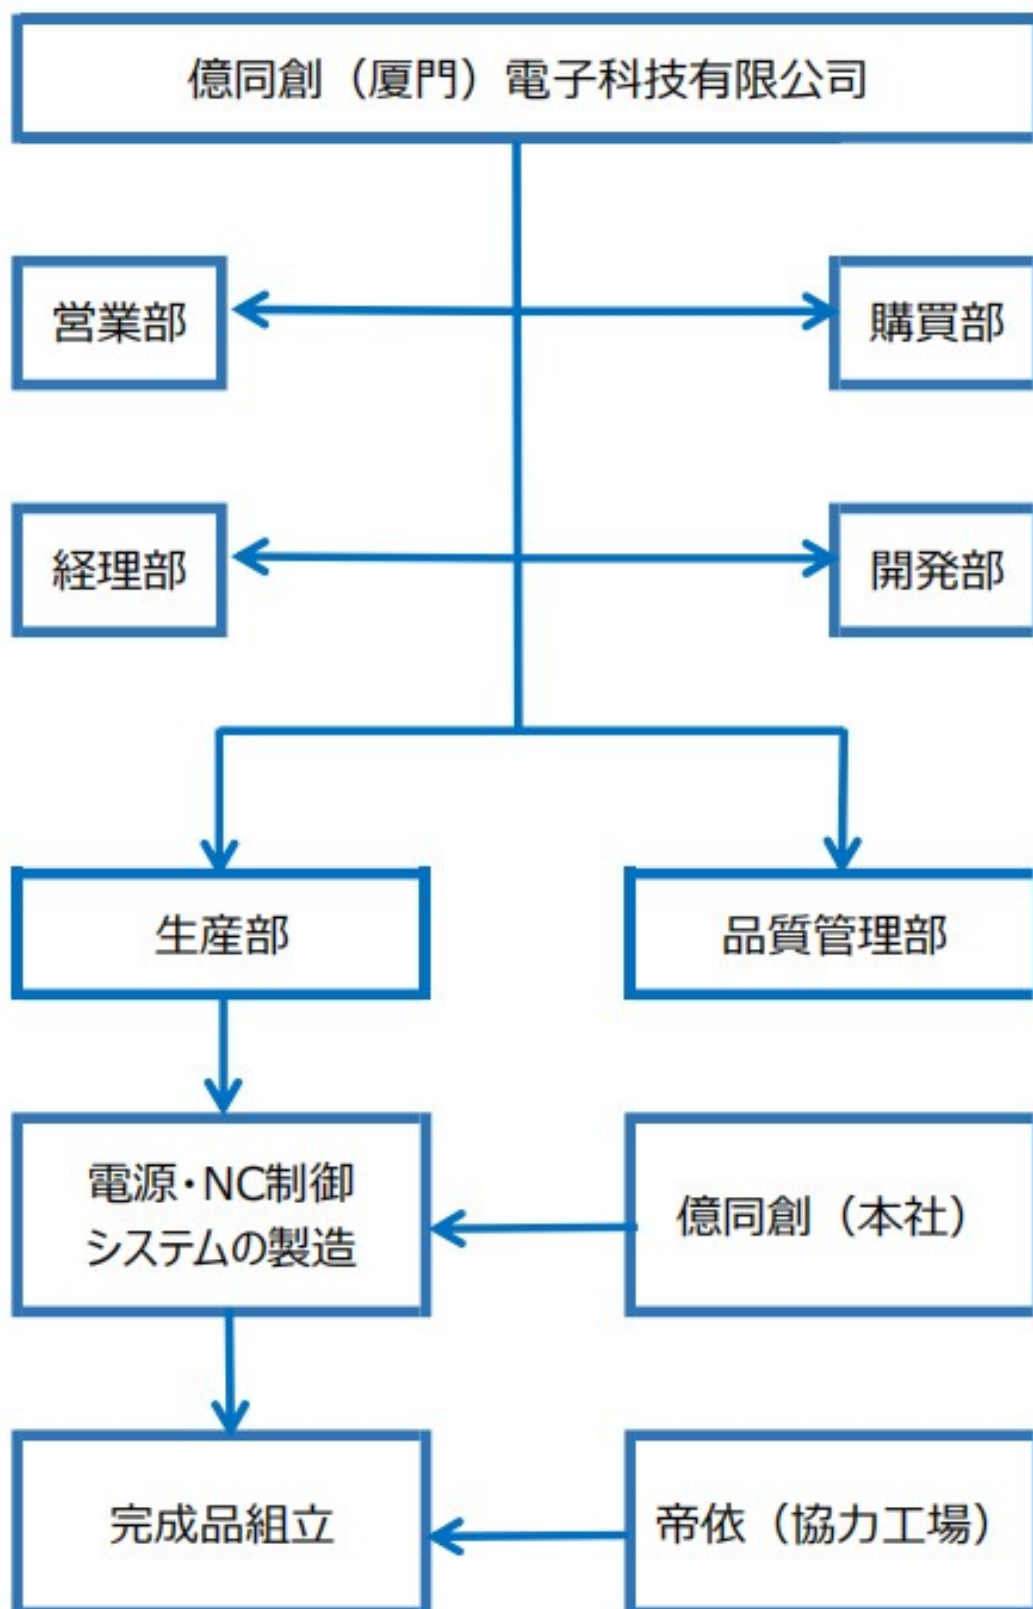 億同創（厦門）電子科技有限公司
営業部
購買部
経理部
開発部
生産部
品質管理部
電源・NC制御
システムの製造
億同創（本社）
完成品組立
帝依（協力工場）